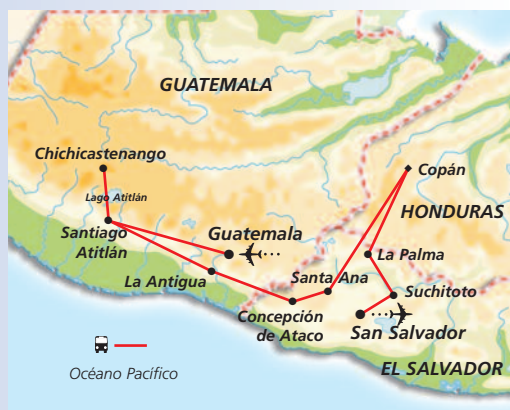 GUATEMALA
Chichicastenango
Copán
Lago Atitlán
HONDURAS
Santiago
Atitlán
Guatemala
La Palma
La Antigua
Santa Ana
Suchitoto
Concepción
de Ataco
San Salvador
EL SALVADOR
Océano Pacífico